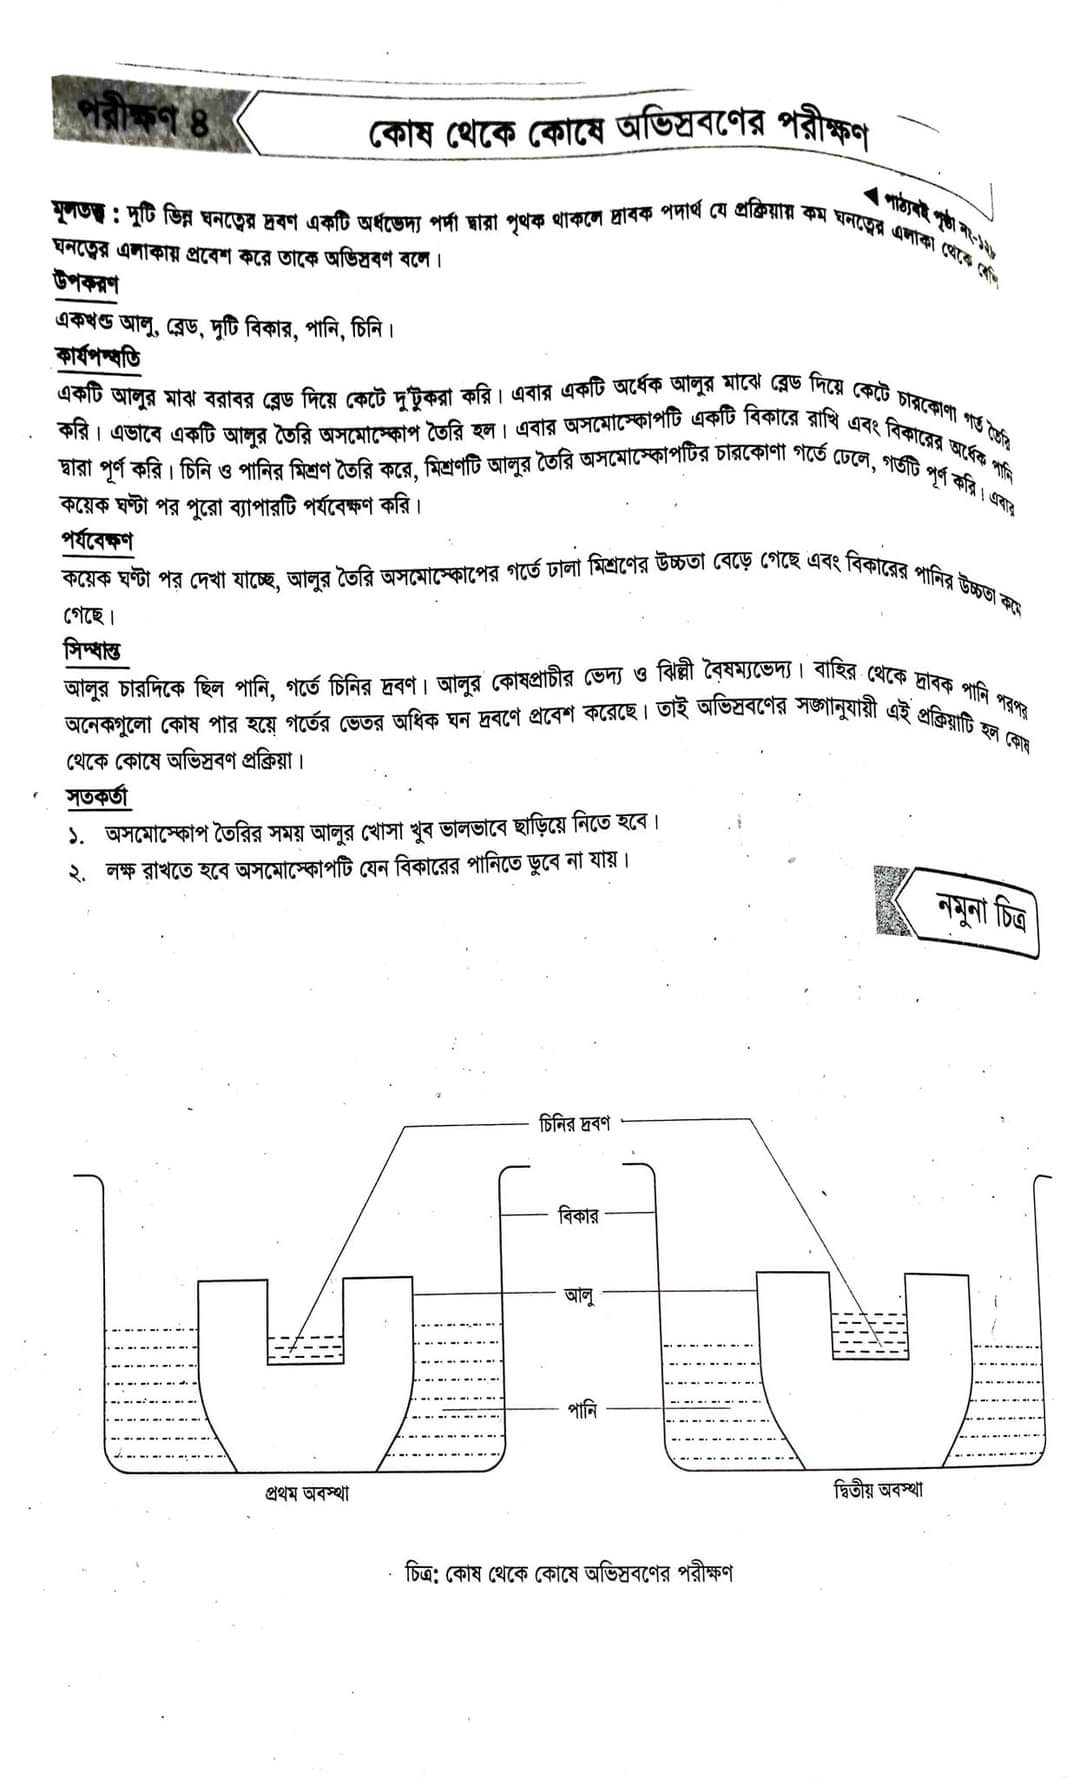 পরীক্ষণ ৪
কোষ থেকে কোষে অভিস্রবণের পরীক্ষণ
◀ পাঠ্যবই পৃষ্ঠা নং-১২৮
মূলতত্ত্ব : দুটি ভিন্ন ঘনত্বের দ্রবণ একটি অর্ধভেদ্য পর্দা দ্বারা পৃথক থাকলে দ্রাবক পদার্থ যে প্রক্রিয়ায় কম ঘনত্বের এলাকা থেকে বেশি
ঘনত্বের এলাকায় প্রবেশ করে তাকে অভিস্রবণ বলে।
উপকরণ
একখন্ড আলু, ব্লেড, দুটি বিকার, পানি, চিনি।
কার্যপদ্ধতি
একটি আলুর মাঝ বরাবর ব্লেড দিয়ে কেটে দু'টুকরা করি। এবার একটি অর্ধেক আলুর মাঝে ব্লেড দিয়ে কেটে চারকোণা গর্ত তৈরি
করি। এভাবে একটি আলুর তৈরি অসমোস্কোপ তৈরি হল। এবার অসমোস্কোপটি একটি বিকারে রাখি এবং বিকারের অর্ধেক পানি
দ্বারা পূর্ণ করি। চিনি ও পানির মিশ্রণ তৈরি করে, মিশ্রণটি আলুর তৈরি অসমোস্কোপটির চারকোণা গর্তে ঢেলে, গর্তটি পূর্ণ করি। এবার
কয়েক ঘণ্টা পর পুরো ব্যাপারটি পর্যবেক্ষণ করি।
পর্যবেক্ষণ
কয়েক ঘণ্টা পর দেখা যাচ্ছে, আলুর তৈরি অসমোস্কোপের গর্তে ঢালা মিশ্রণের উচ্চতা বেড়ে গেছে এবং বিকারের পানির উচ্চতা কমে
গেছে।
সিদ্ধান্ত
আলুর চারদিকে ছিল পানি, গর্তে চিনির দ্রবণ। আলুর কোষপ্রাচীর ভেদ্য ও ঝিল্লী বৈষম্যভেদ্য। বাহির থেকে দ্রাবক পানি পরপর
অনেকগুলো কোষ পার হয়ে গর্তের ভেতর অধিক ঘন দ্রবণে প্রবেশ করেছে। তাই অভিস্রবণের সঙ্গানুযায়ী এই প্রক্রিয়াটি হল কোষ
থেকে কোষে অভিস্রবণ প্রক্রিয়া।
সতকর্তা
১. অসমোস্কোপ তৈরির সময় আলুর খোসা খুব ভালভাবে ছাড়িয়ে নিতে হবে।
২. লক্ষ রাখতে হবে অসমোস্কোপটি যেন বিকারের পানিতে ডুবে না যায়।
নমুনা চিত্র
চিনির দ্রবণ
বিকার
আলু
পানি
প্রথম অবস্থা
দ্বিতীয় অবস্থা
চিত্র: কোষ থেকে কোষে অভিস্রবণের পরীক্ষণ